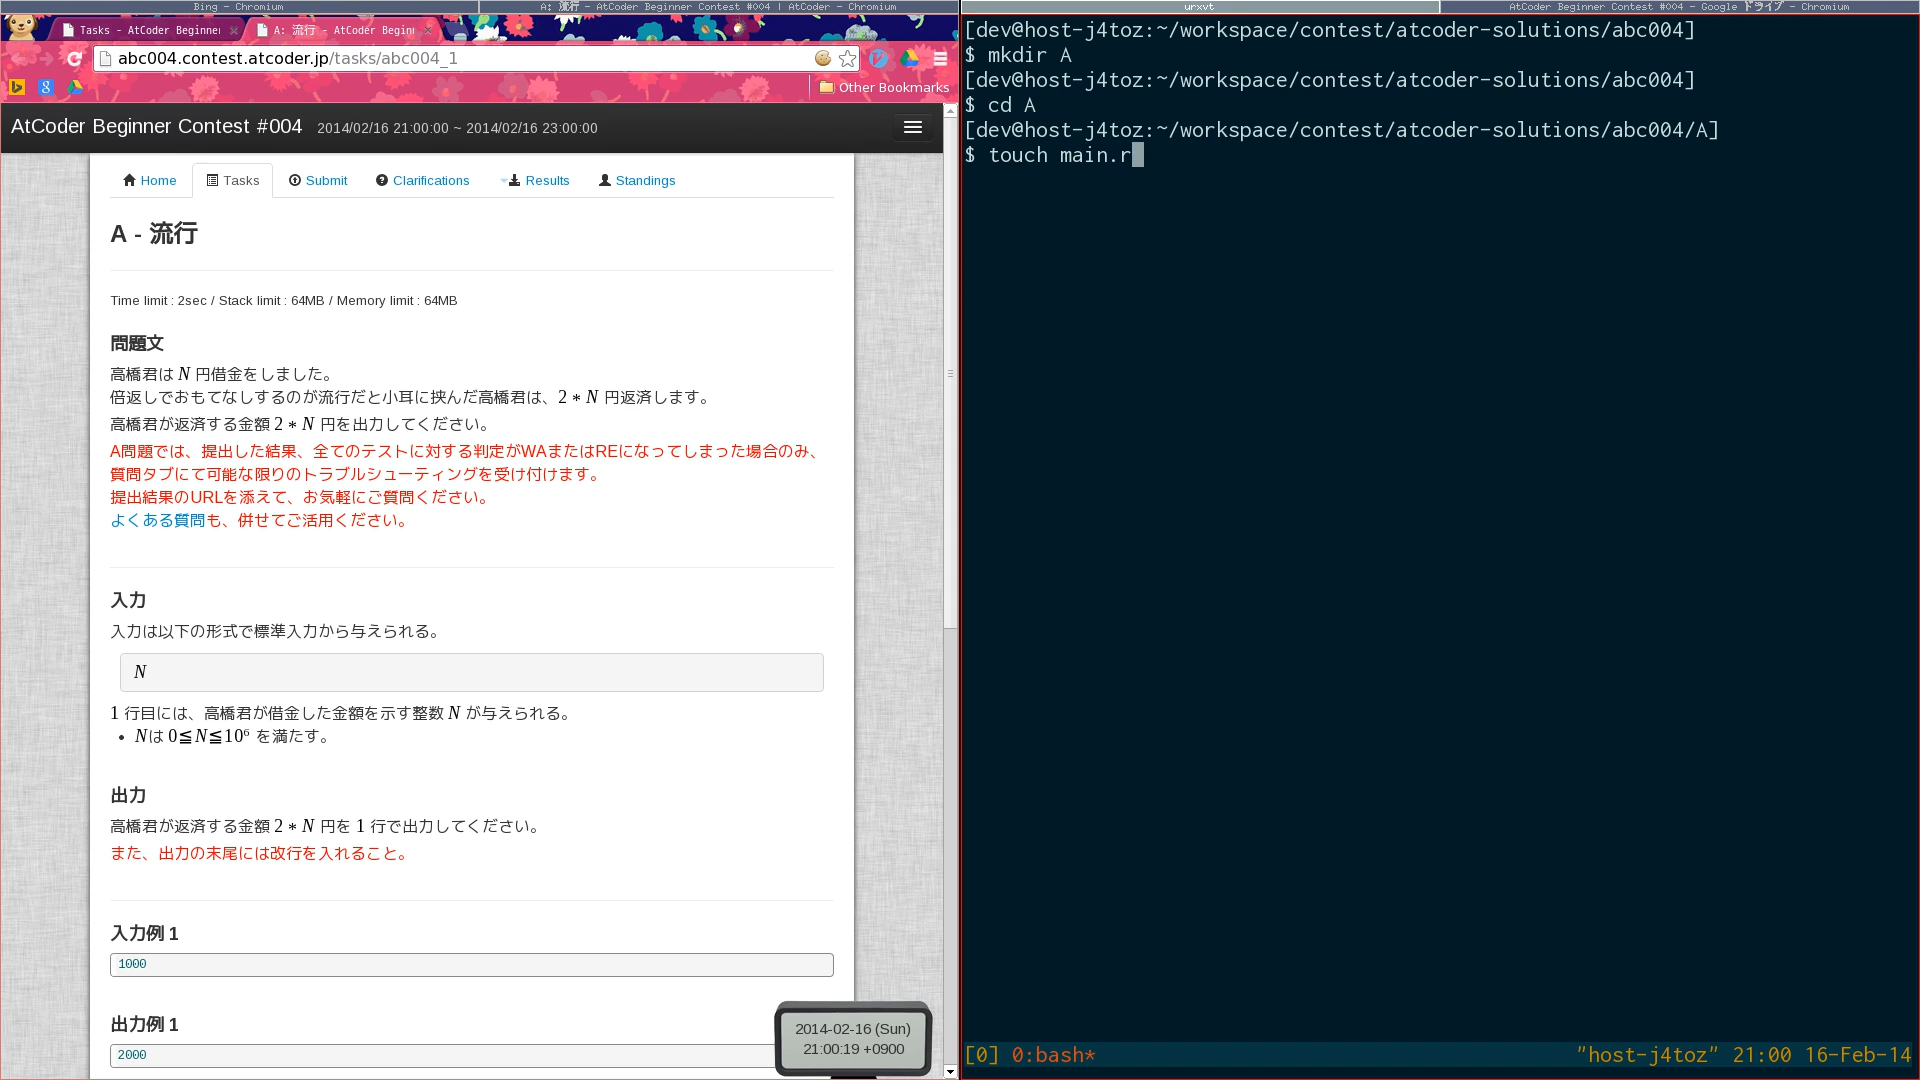 Bing - Chromium
A: 流行 - AtCoder Beginner Contest #004 | AtCoder - Chromium
urxvt
AtCoder Beginner Contest #004 - Google ドライブ - Chromium
Tasks - AtCoder Beginner
A: 流行 - AtCoder Begin
abc004.contest.atcoder.jp/tasks/abc004_1
Other Bookmarks
AtCoder Beginner Contest #004 2014/02/16 21:00:00 ~ 2014/02/16 23:00:00
Home
Tasks
Submit
Clarifications
Results
Standings
A - 流行
Time limit : 2sec / Stack limit : 64MB / Memory limit : 64MB
問題文
高橋君は N 円借金をしました。
倍返しでおもてなしするのが流行だと小耳に挟んだ高橋君は、2 * N 円返済します。
高橋君が返済する金額 2 * N 円を出力してください。
A問題では、提出した結果、全てのテストに対する判定がWAまたはREになってしまった場合のみ、
質問タブにて可能な限りのトラブルシューティングを受け付けます。
提出結果のURLを添えて、お気軽にご質問ください。
よくある質問も、併せてご活用ください。
入力
入力は以下の形式で標準入力から与えられる。
N
1 行目には、高橋君が借金した金額を示す整数 N が与えられる。
• Nは 0≦N≦10⁶ を満たす。
出力
高橋君が返済する金額 2 * N 円を 1 行で出力してください。
また、出力の末尾には改行を入れること。
入力例 1
1000
出力例 1
2000
2014-02-16 (Sun)
21:00:19 +0900
[dev@host-j4toz:~/workspace/contest/atcoder-solutions/abc004]
$ mkdir A
[dev@host-j4toz:~/workspace/contest/atcoder-solutions/abc004]
$ cd A
[dev@host-j4toz:~/workspace/contest/atcoder-solutions/abc004/A]
$ touch main.r
[0] 0:bash*
"host-j4toz" 21:00 16-Feb-14